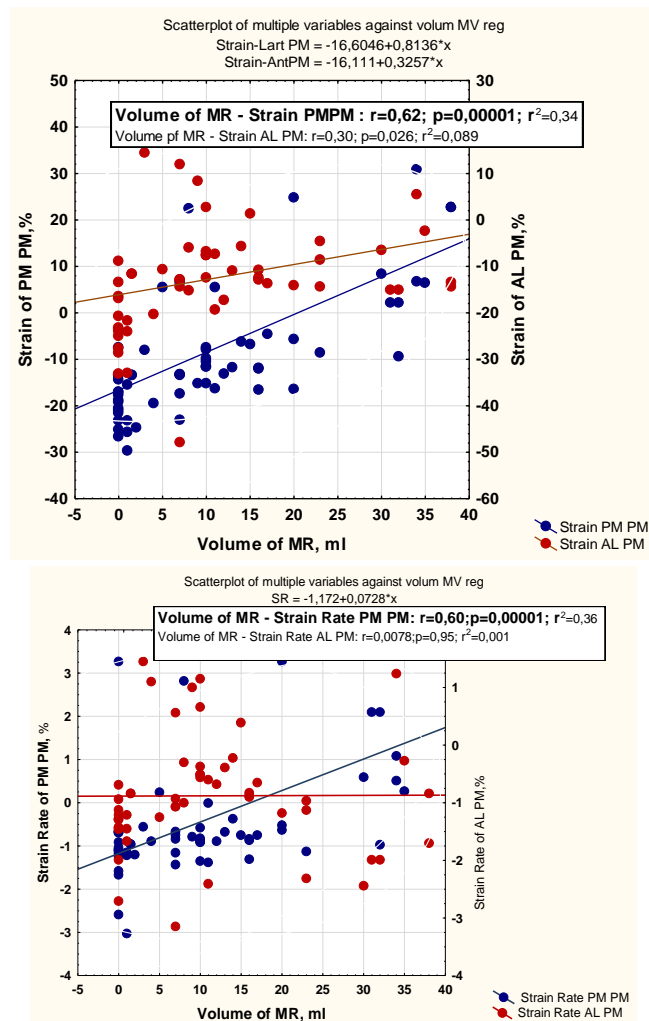 Scatterplot of multiple variables against volum MV reg
Strain-Lart PM = -16,6046+0,8136*x
Strain-AntPM = -16,111+0,3257*x
Volume of MR - Strain PMPM : r=0,62; p=0,00001; r²=0,34
Volume pf MR - Strain AL PM: r=0,30; p=0,026; r²=0,089
Strain of PM PM,%
50
40
30
20
10
0
-10
-20
-30
-40
Strain of AL PM,%
30
20
10
0
-10
-20
-30
-40
-50
-60
-5 0 5 10 15 20 25 30 35 40
Volume of MR, ml
Strain PM PM
Strain AL PM
Scatterplot of multiple variables against volum MV reg
SR = -1,172+0,0728*x
Volume of MR - Strain Rate PM PM: r=0,60;p=0,00001; r²=0,36
Volume of MR - Strain Rate AL PM: r=0,0078;p=0,95; r²=0,001
Strain Rate of PM PM, %
4
3
2
1
0
-1
-2
-3
-4
Strain Rate of AL PM,%
1
0
-1
-2
-3
-4
-5 0 5 10 15 20 25 30 35 40
Volume of MR, ml
Strain Rate PM PM
Strain Rate AL PM